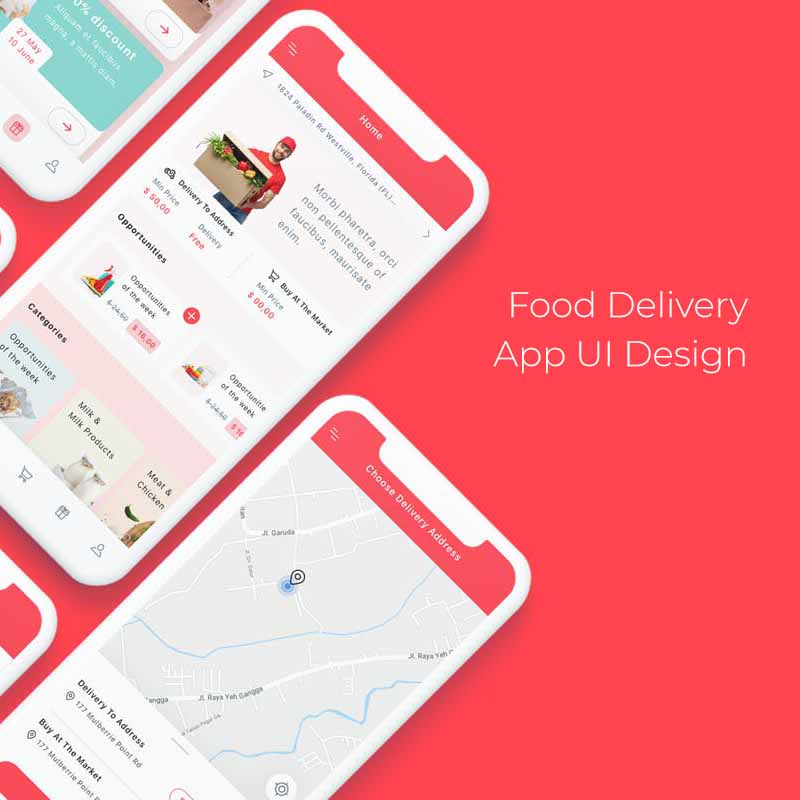 0% discount
Aliquam et faucibus
magna, a mattis diam.
27 May
10 June
Home
1824 Paladin Rd Westville, Florida (FL)...
Morbi pharetra, orci
non pellentesque of
faucibus, maurisate
enim.
Delivery To Address
Min Price
$ 50,00
Delivery
Free
Buy At The Market
Min Price
$ 00,00
Opportunities
Opportunities
of the week
$ 24,50
$ 16,00
Opportunitie
of the week
$ 24,50
$ 16
Categories
Opportunities
of the week
Milk &
Milk Products
Meat &
Chicken
Food Delivery
App UI Design
Choose Delivery Address
Jl. Garuda
Jl. Raya Yeh Gangga
Jl. Raya Yeh G
Gangga
Delivery To Address
177 Mulberrie Point Rd
Buy At The Market
177 Mulberrie Point R